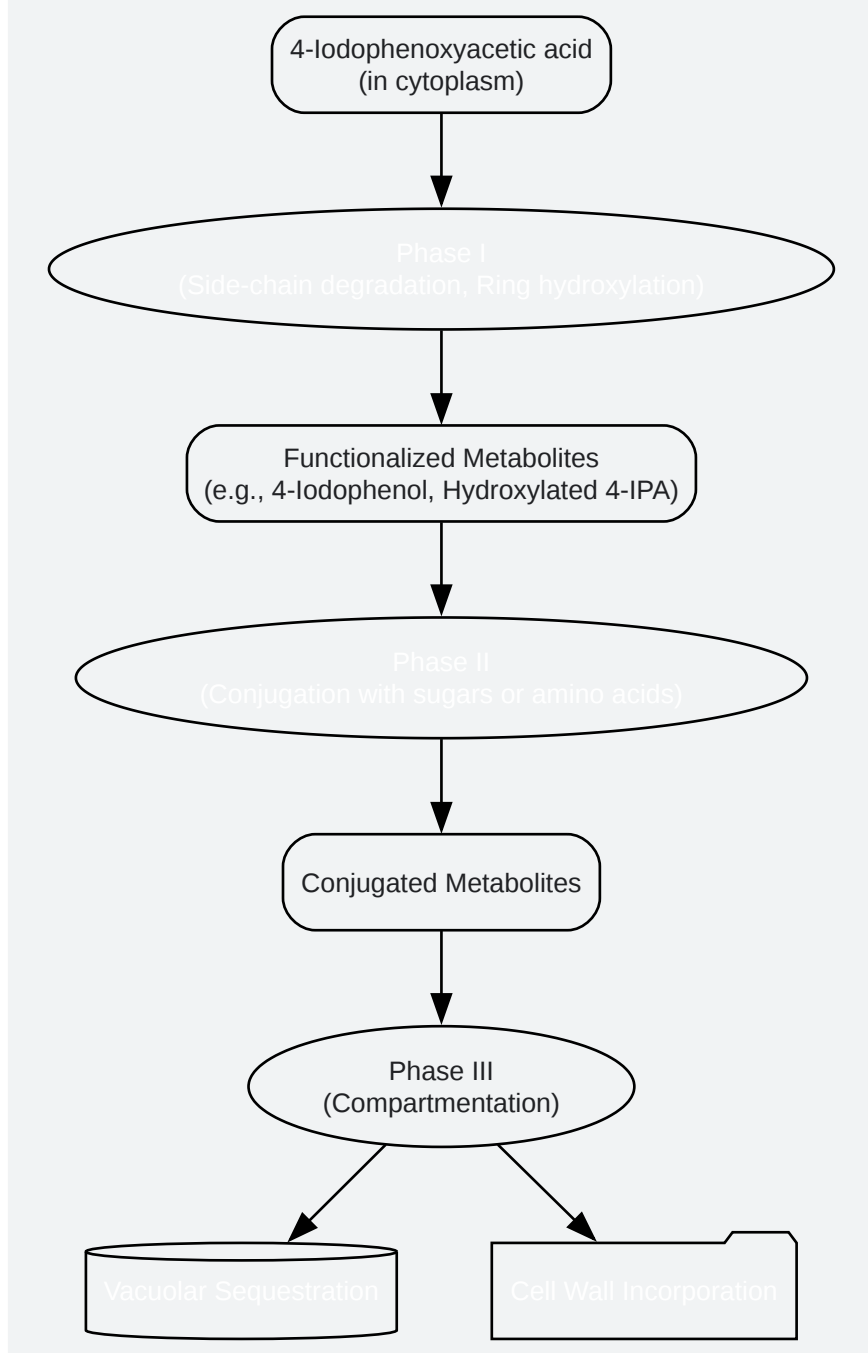 4-Iodophenoxyacetic acid
(in cytoplasm)
Phase I
(Side-chain degradation, Ring hydroxylation)
Functionalized Metabolites
(e.g., 4-Iodophenol, Hydroxylated 4-IPA)
Phase II
(Conjugation with sugars or amino acids)
Conjugated Metabolites
Phase III
(Compartmentation)
Vacuolar Sequestration
Cell Wall Incorporation